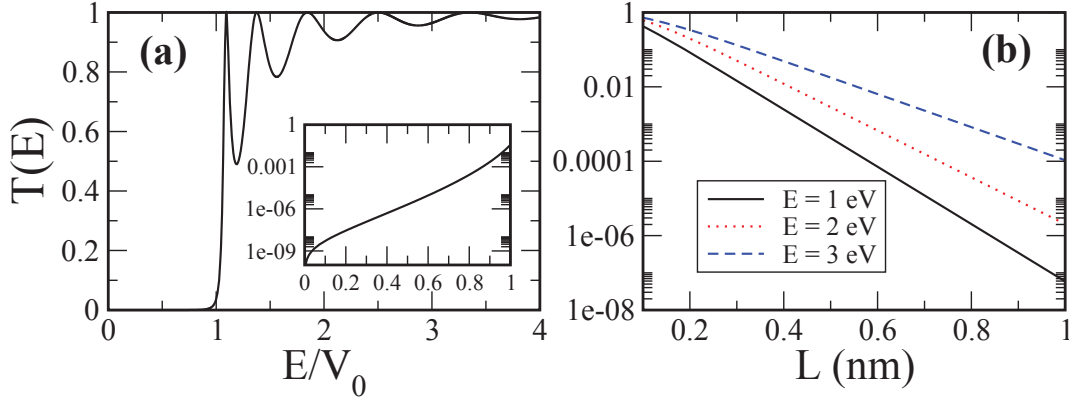 (a)
T(E)
1
0.8
0.6
0.4
0.2
0
0 1 2 3 4
E/V0
1
0.001
1e-06
1e-09
0 0.2 0.4 0.6 0.8 1
(b)
1
0.01
0.0001
1e-06
1e-08
E = 1 eV
E = 2 eV
E = 3 eV
0.2 0.4 0.6 0.8 1
L (nm)